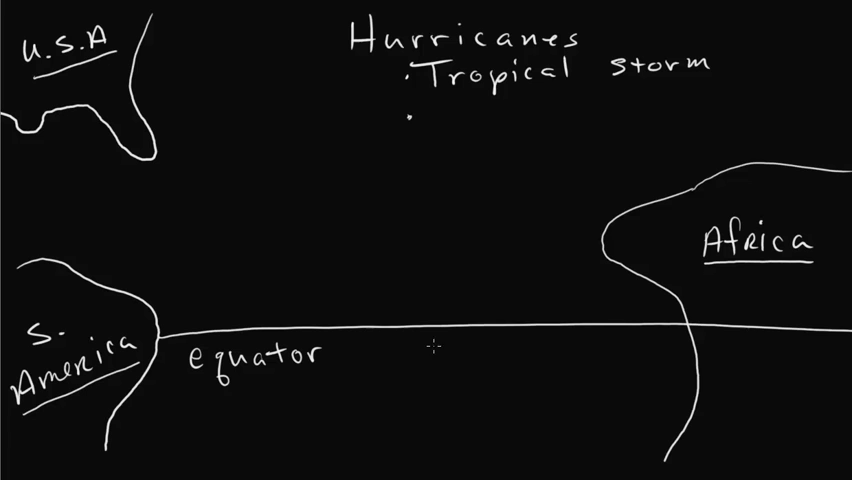 U.S.A
Hurricanes
· Tropical storm
·
Africa
S. America
equator